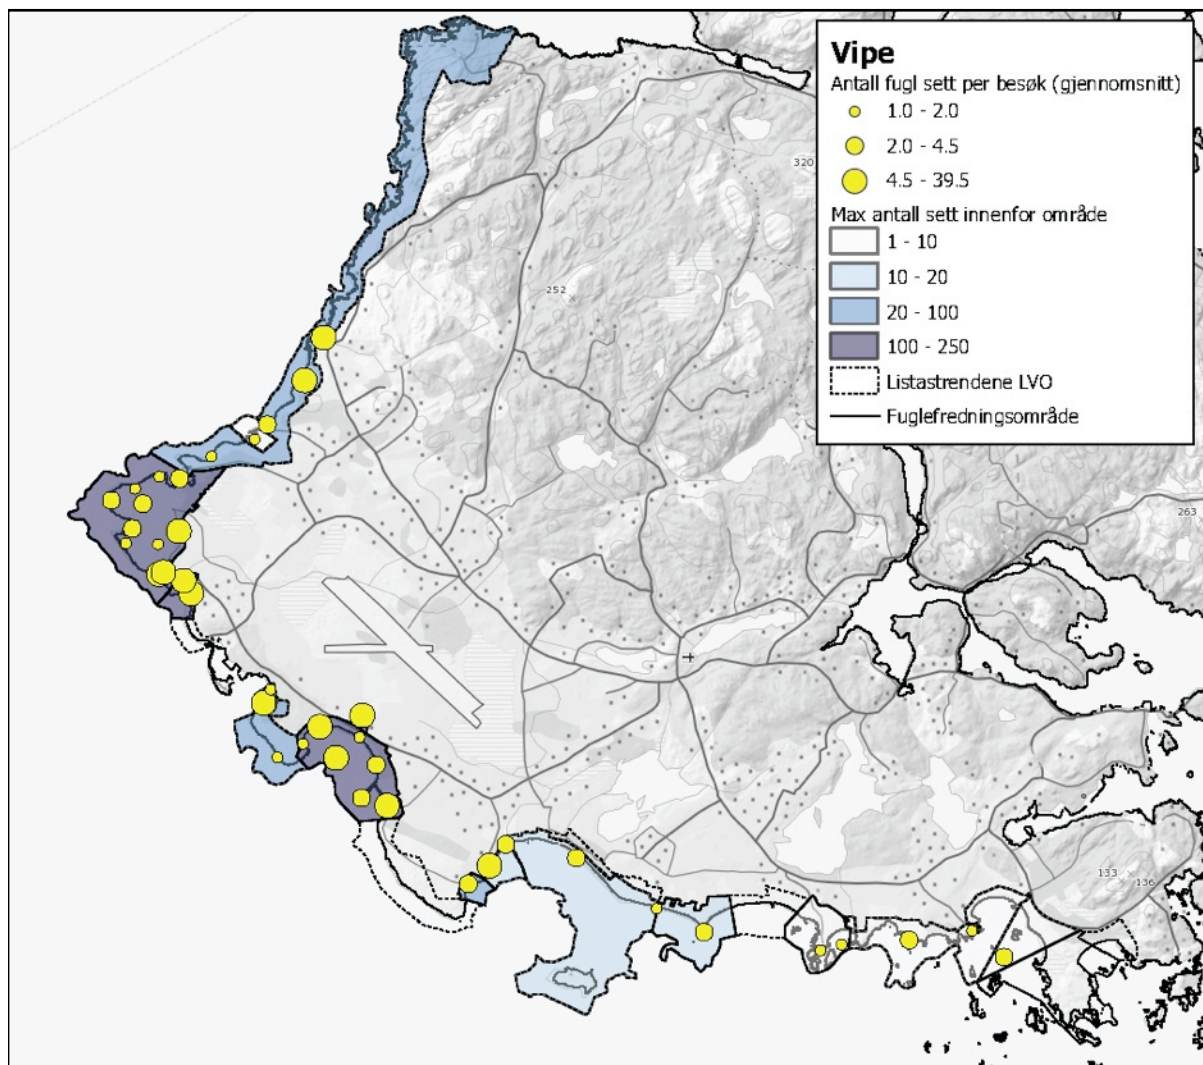 Vipe
Antall fugl sett per besøk (gjennomsnitt)
1.0 - 2.0
2.0 - 4.5
4.5 - 39.5
Max antall sett innenfor område
1 - 10
10 - 20
20 - 100
100 - 250
Listastrendene LVO
Fuglefredningsområde
320
252
263
133
136